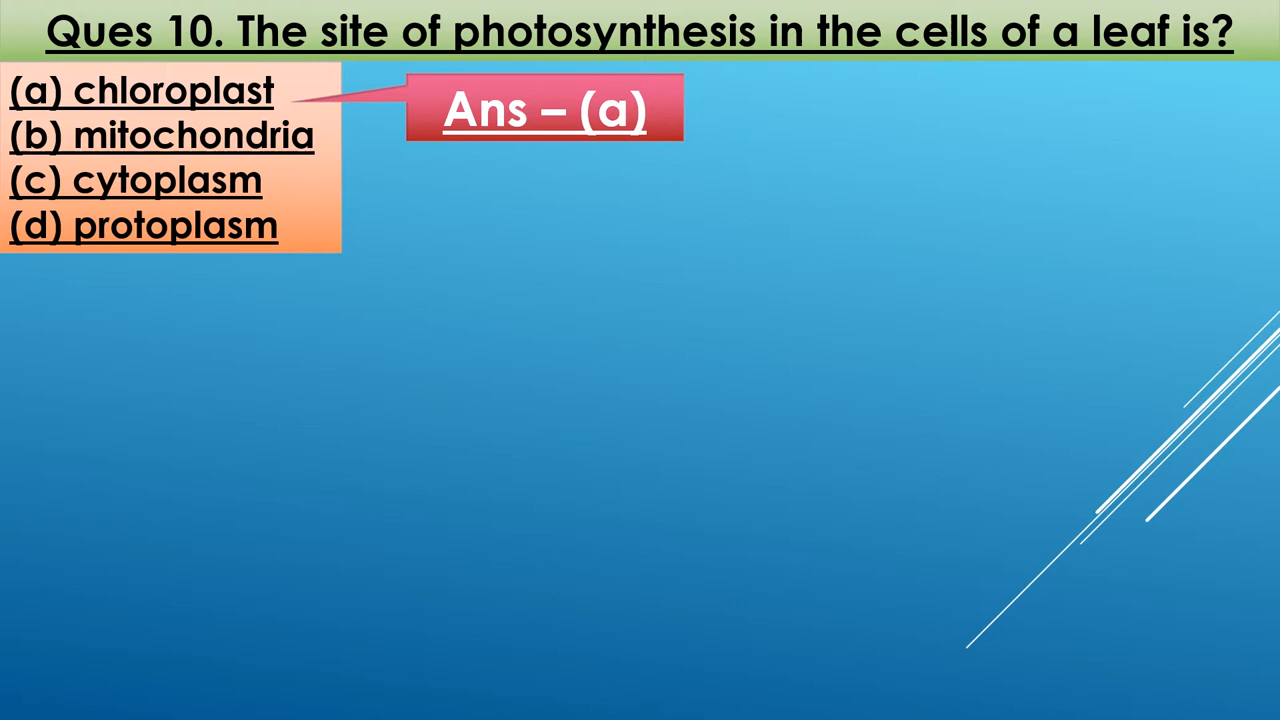 Ques 10. The site of photosynthesis in the cells of a leaf is?
(a) chloroplast
(b) mitochondria
(c) cytoplasm
(d) protoplasm
Ans – (a)